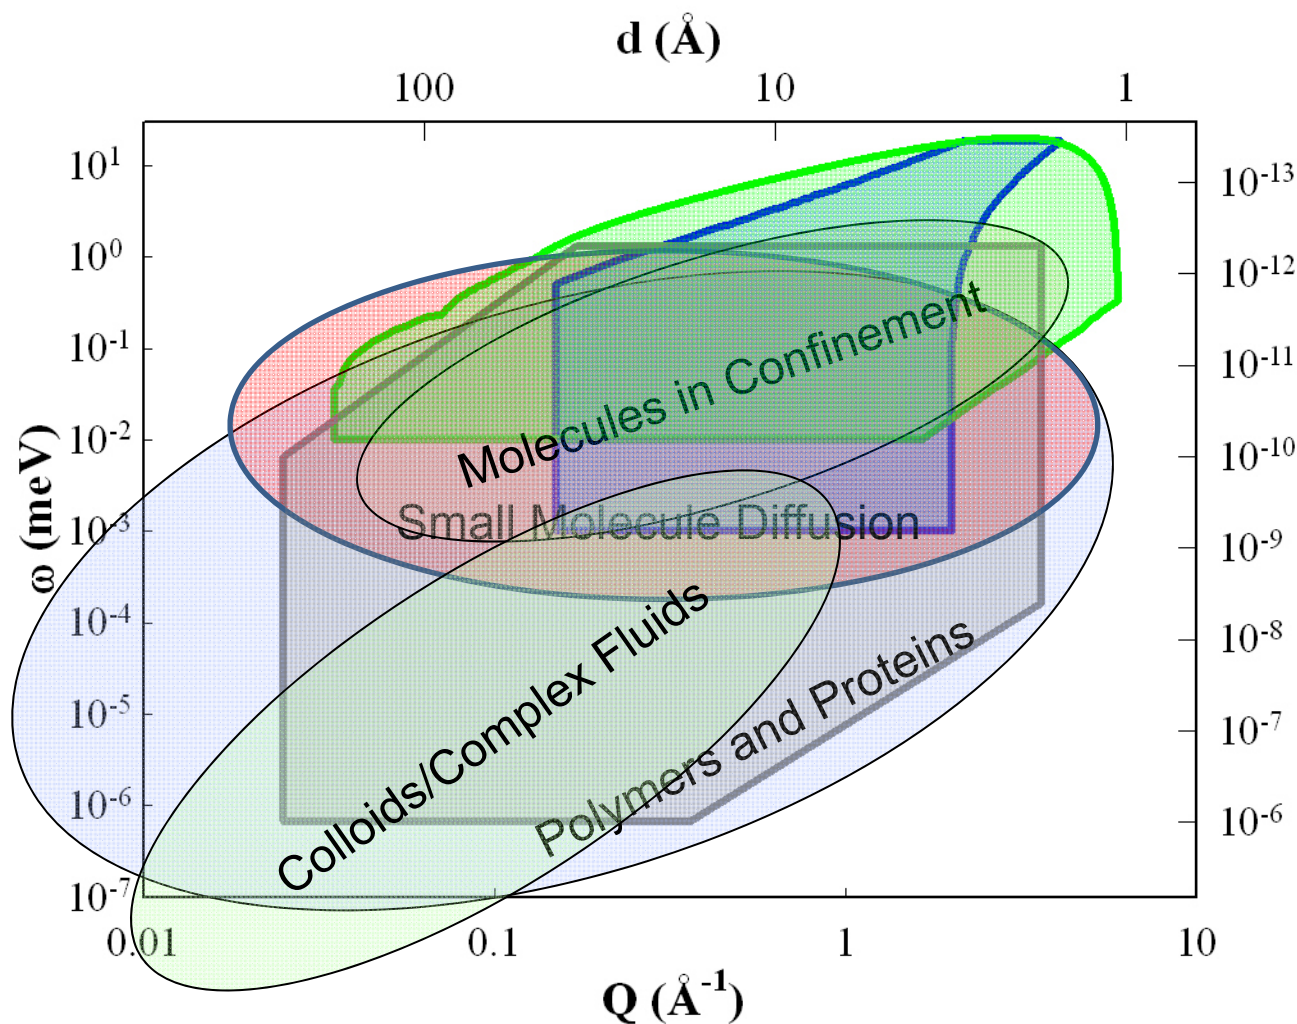 d (Å)
100 10 1
10¹
10⁰
10⁻¹
10⁻²
10⁻³
10⁻⁴
10⁻⁵
10⁻⁶
10⁻⁷
ω (meV)
10⁻¹³
10⁻¹²
10⁻¹¹
10⁻¹⁰
10⁻⁹
10⁻⁸
10⁻⁷
10⁻⁶
Molecules in Confinement
Small Molecule Diffusion
Colloids/Complex Fluids
Polymers and Proteins
0.01 0.1 1 10
Q (Å⁻¹)